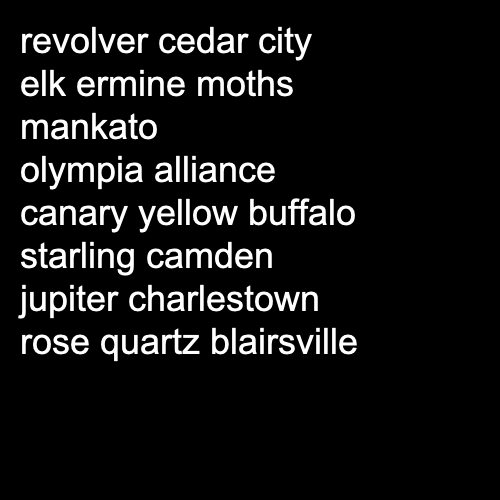 revolver cedar city
elk ermine moths
mankato
olympia alliance
canary yellow buffalo
starling camden
jupiter charlestown
rose quartz blairsville